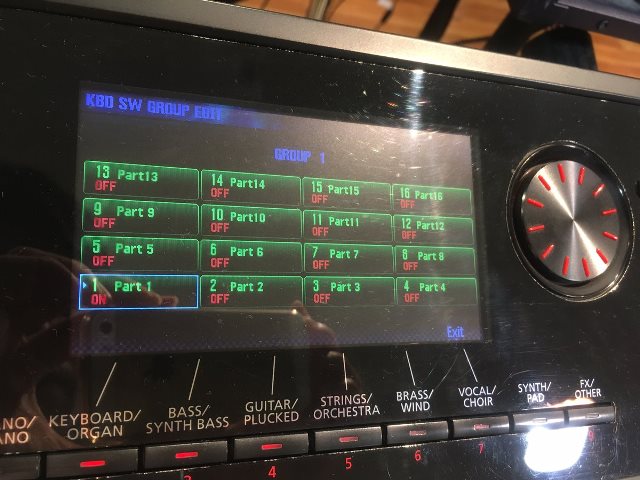 KBD SW GROUP EDIT
GROUP 1
13 Part13
OFF
14 Part14
OFF
15 Part15
OFF
16 Part16
OFF
9 Part 9
OFF
10 Part10
OFF
11 Part11
OFF
12 Part12
OFF
5 Part 5
OFF
6 Part 6
OFF
7 Part 7
OFF
8 Part 8
OFF
1 Part 1
ON
2 Part 2
OFF
3 Part 3
OFF
4 Part 4
OFF
Exit
KEYBOARD/
ORGAN
BASS/
SYNTH BASS
GUITAR/
PLUCKED
STRINGS/
ORCHESTRA
BRASS/
WIND
VOCAL/
CHOIR
SYNTH/
PAD
FX/
OTHER
4
5
6
7